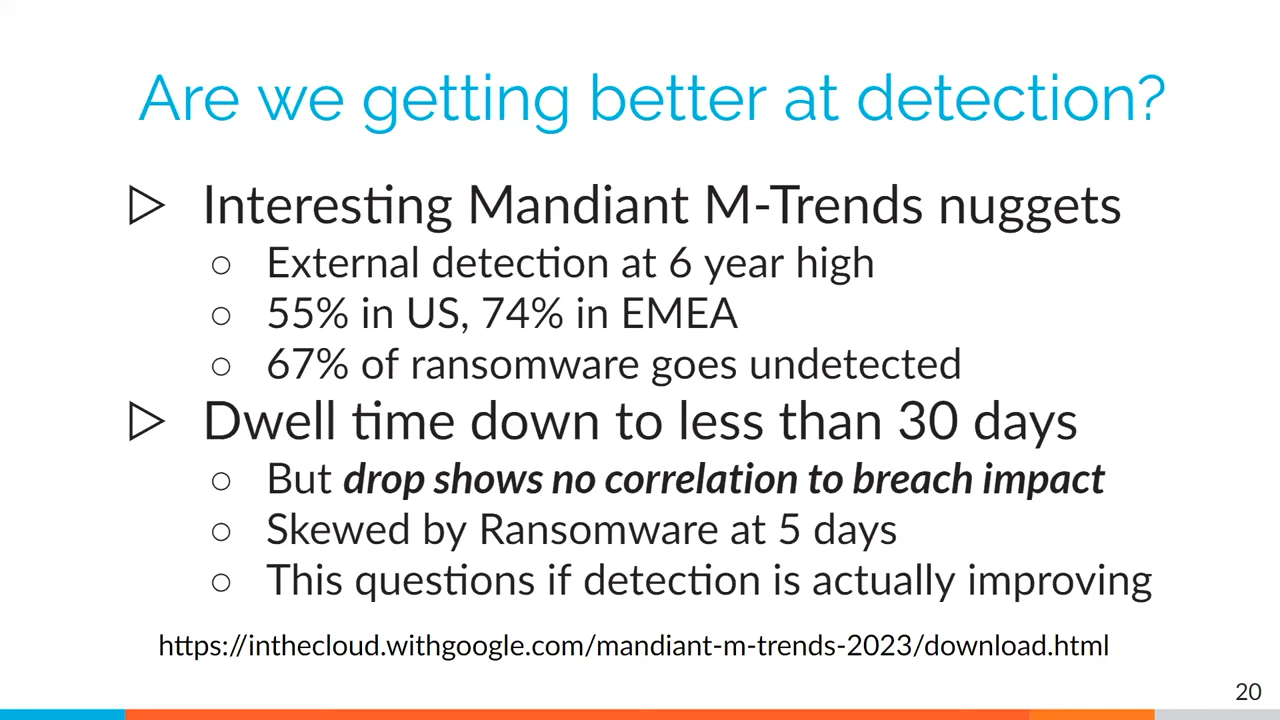 Are we getting better at detection?
▷ Interesting Mandiant M-Trends nuggets
○ External detection at 6 year high
○ 55% in US, 74% in EMEA
○ 67% of ransomware goes undetected
▷ Dwell time down to less than 30 days
○ But drop shows no correlation to breach impact
○ Skewed by Ransomware at 5 days
○ This questions if detection is actually improving
https://inthecloud.withgoogle.com/mandiant-m-trends-2023/download.html
20